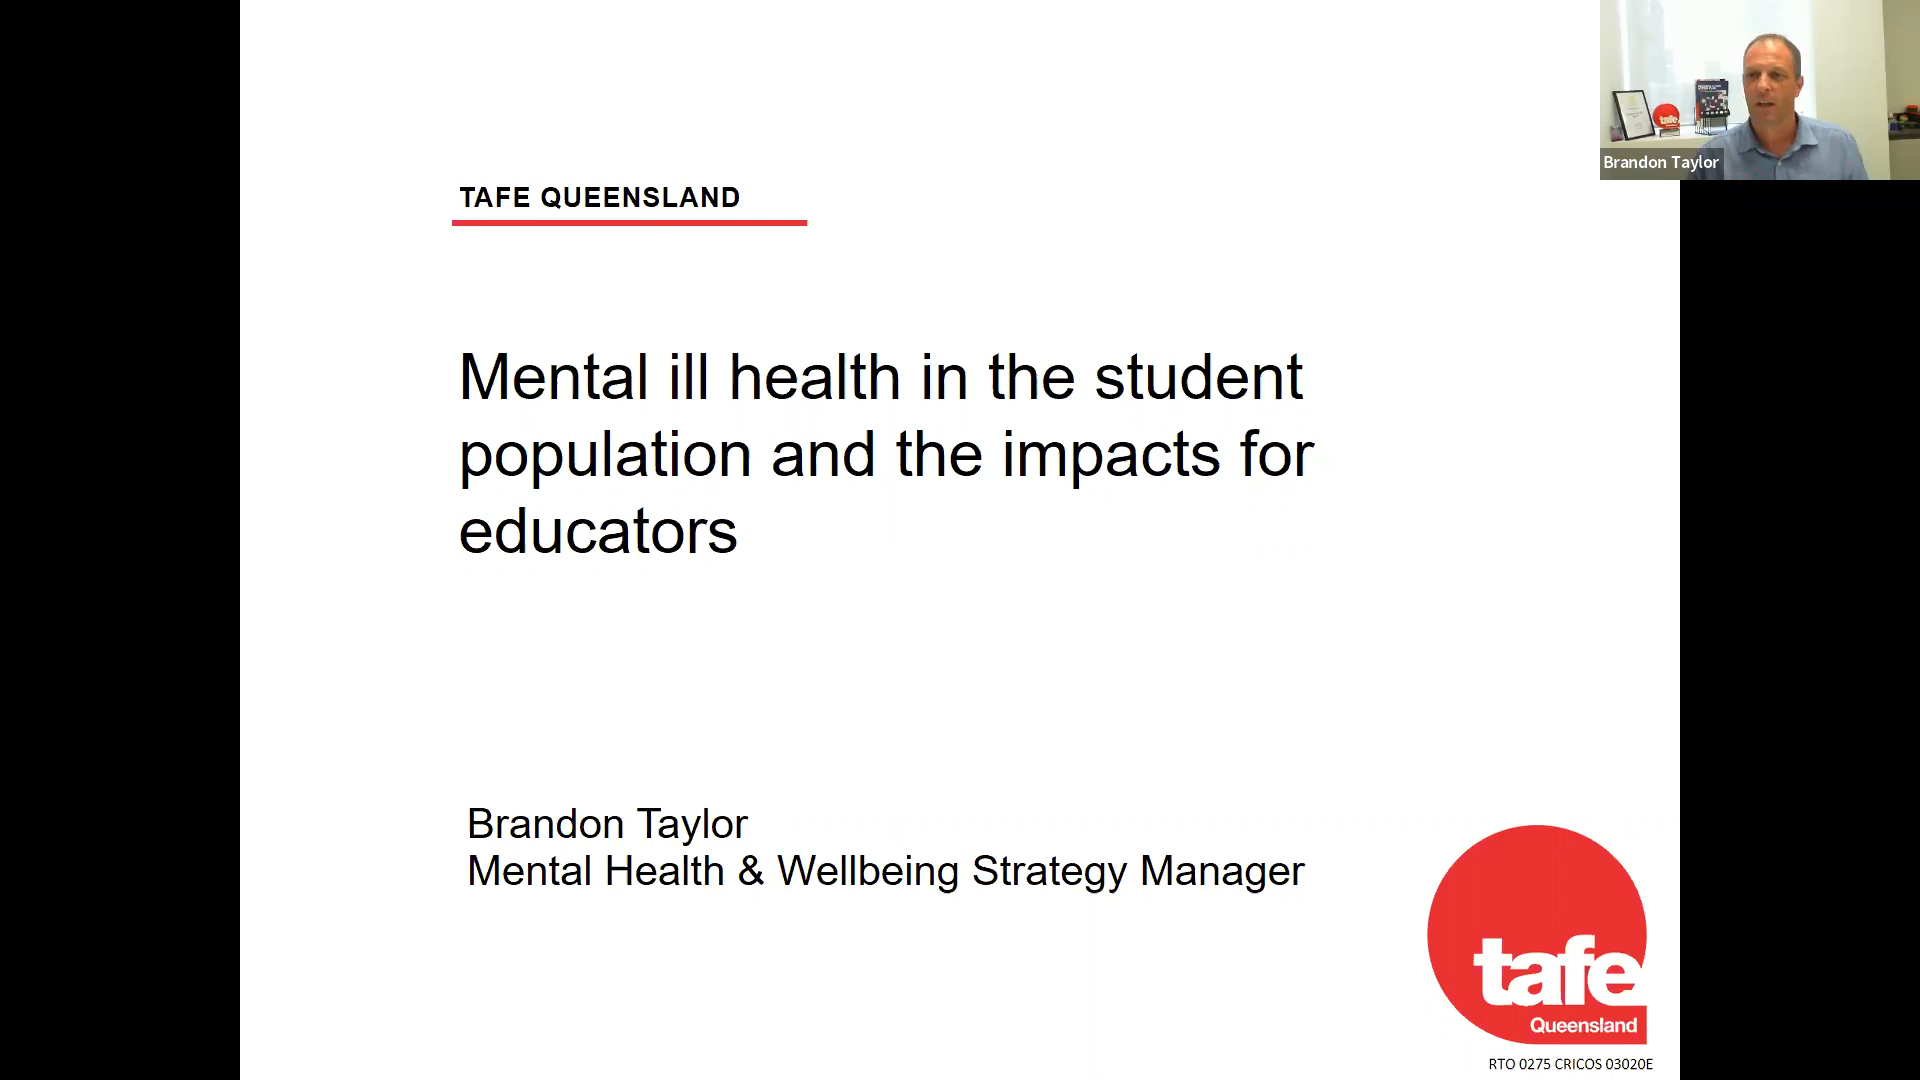 TAFE QUEENSLAND
Mental ill health in the student
population and the impacts for
educators
Brandon Taylor
Mental Health & Wellbeing Strategy Manager
tafe
Queensland
RTO 0275 CRICOS 03020E
tafe
Brandon Taylor